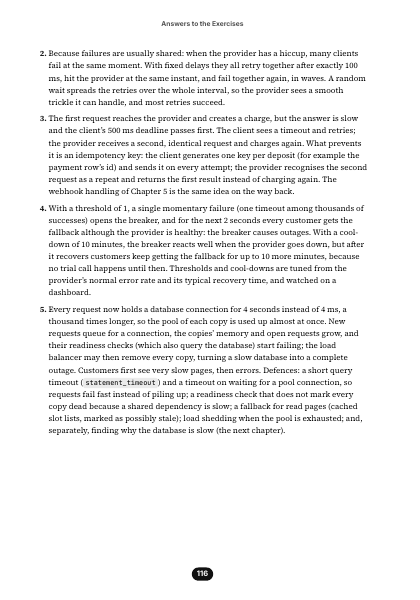 Answers to the Exercises
2. Because failures are usually shared: when the provider has a hiccup, many clients
fail at the same moment. With fixed delays they all retry together after exactly 100
ms, hit the provider at the same instant, and fail together again, in waves. A random
wait spreads the retries over the whole interval, so the provider sees a smooth
trickle it can handle, and most retries succeed.
3. The first request reaches the provider and creates a charge, but the answer is slow
and the client's 500 ms deadline passes first. The client sees a timeout and retries;
the provider receives a second, identical request and charges again. What prevents
it is an idempotency key: the client generates one key per deposit (for example the
payment row's id) and sends it on every attempt; the provider recognises the second
request as a repeat and returns the first result instead of charging again. The
webhook handling of Chapter 5 is the same idea on the way back.
4. With a threshold of 1, a single momentary failure (one timeout among thousands of
successes) opens the breaker, and for the next 2 seconds every customer gets the
fallback although the provider is healthy: the breaker causes outages. With a cool-
down of 10 minutes, the breaker reacts well when the provider goes down, but after
it recovers customers keep getting the fallback for up to 10 more minutes, because
no trial call happens until then. Thresholds and cool-downs are tuned from the
provider's normal error rate and its typical recovery time, and watched on a
dashboard.
5. Every request now holds a database connection for 4 seconds instead of 4 ms, a
thousand times longer, so the pool of each copy is used up almost at once. New
requests queue for a connection, the copies' memory and open requests grow, and
their readiness checks (which also query the database) start failing; the load
balancer may then remove every copy, turning a slow database into a complete
outage. Customers first see very slow pages, then errors. Defences: a short query
timeout (statement_timeout) and a timeout on waiting for a pool connection, so
requests fail fast instead of piling up; a readiness check that does not mark every
copy dead because a shared dependency is slow; a fallback for read pages (cached
slot lists, marked as possibly stale); load shedding when the pool is exhausted; and,
separately, finding why the database is slow (the next chapter).
116